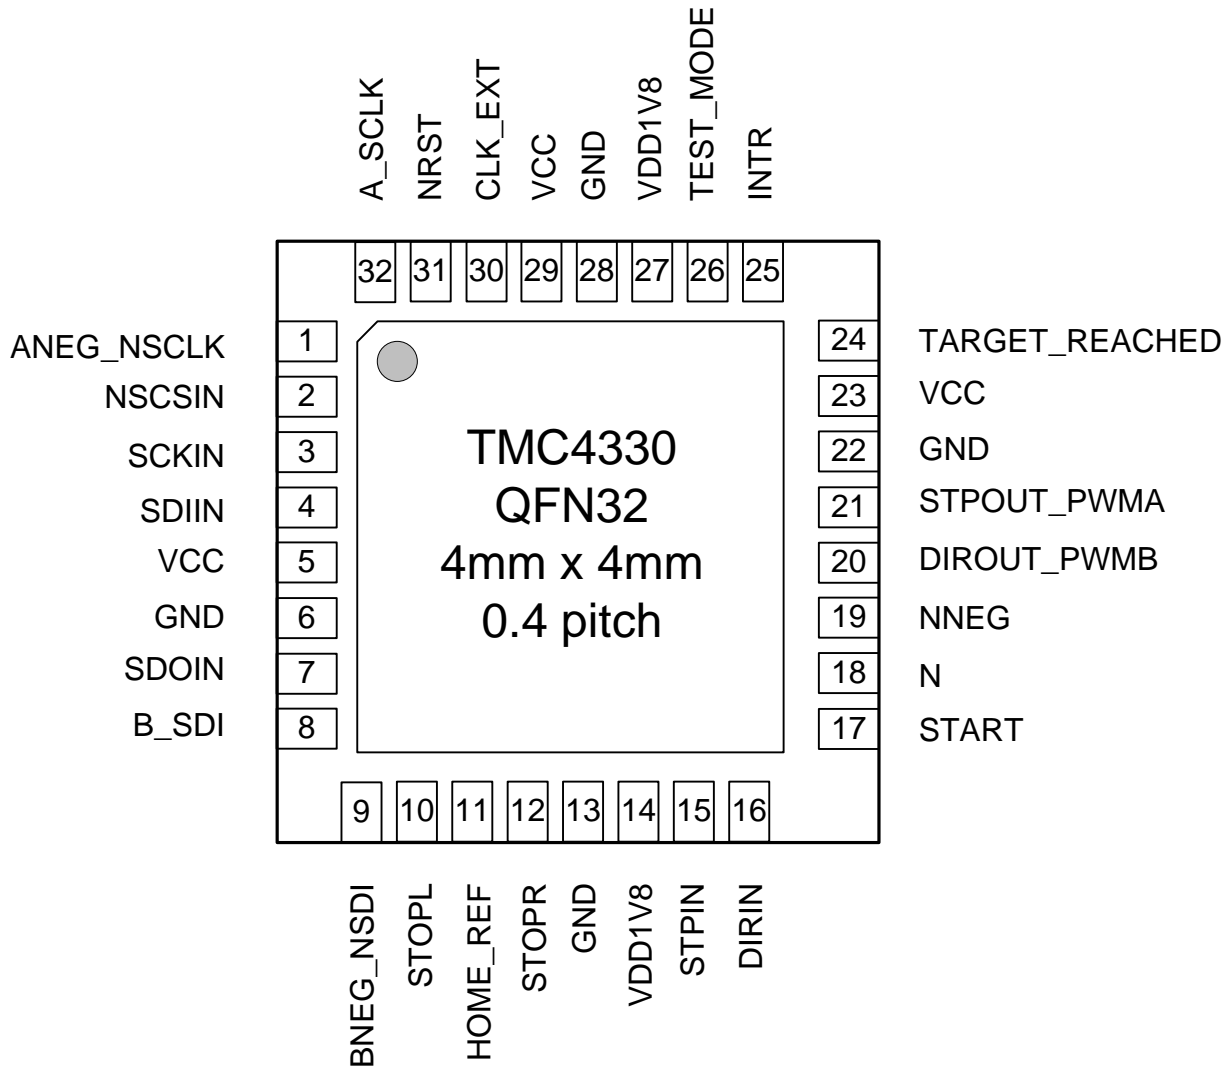 A_SCLK
NRST
CLK_EXT
VCC
GND
VDD1V8
TEST_MODE
INTR
32
31
30
29
28
27
26
25
ANEG_NSCLK
1
NSCSIN
2
SCKIN
3
SDIIN
4
VCC
5
GND
6
SDOIN
7
B_SDI
8
TMC4330
QFN32
4mm x 4mm
0.4 pitch
24
TARGET_REACHED
23
VCC
22
GND
21
STPOUT_PWMA
20
DIROUT_PWMB
19
NNEG
18
N
17
START
9
10
11
12
13
14
15
16
BNEG_NSDI
STOPL
HOME_REF
STOPR
GND
VDD1V8
STPIN
DIRIN